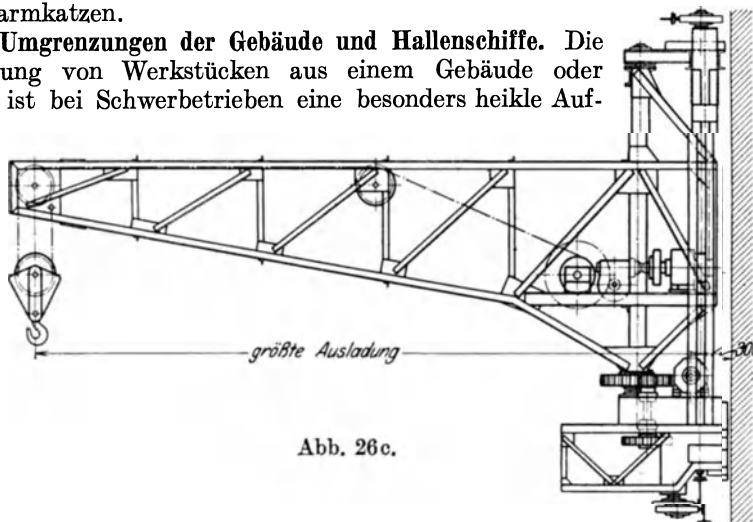 armkatzen.
Umgrenzungen der Gebäude und Hallenschiffe. Die
ung von Werkstücken aus einem Gebäude oder
ist bei Schwerbetrieben eine besonders heikle Auf-
größte Ausladung
30
Abb. 26c.